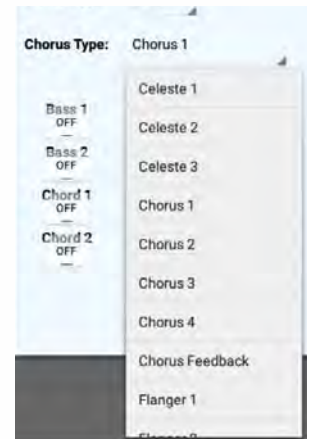 Chorus Type: Chorus 1
Celeste 1
Bass 1
OFF
Celeste 2
Bass 2
OFF
Celeste 3
Chord 1
OFF
Chorus 1
Chord 2
OFF
Chorus 2
Chorus 3
Chorus 4
Chorus Feedback
Flanger 1